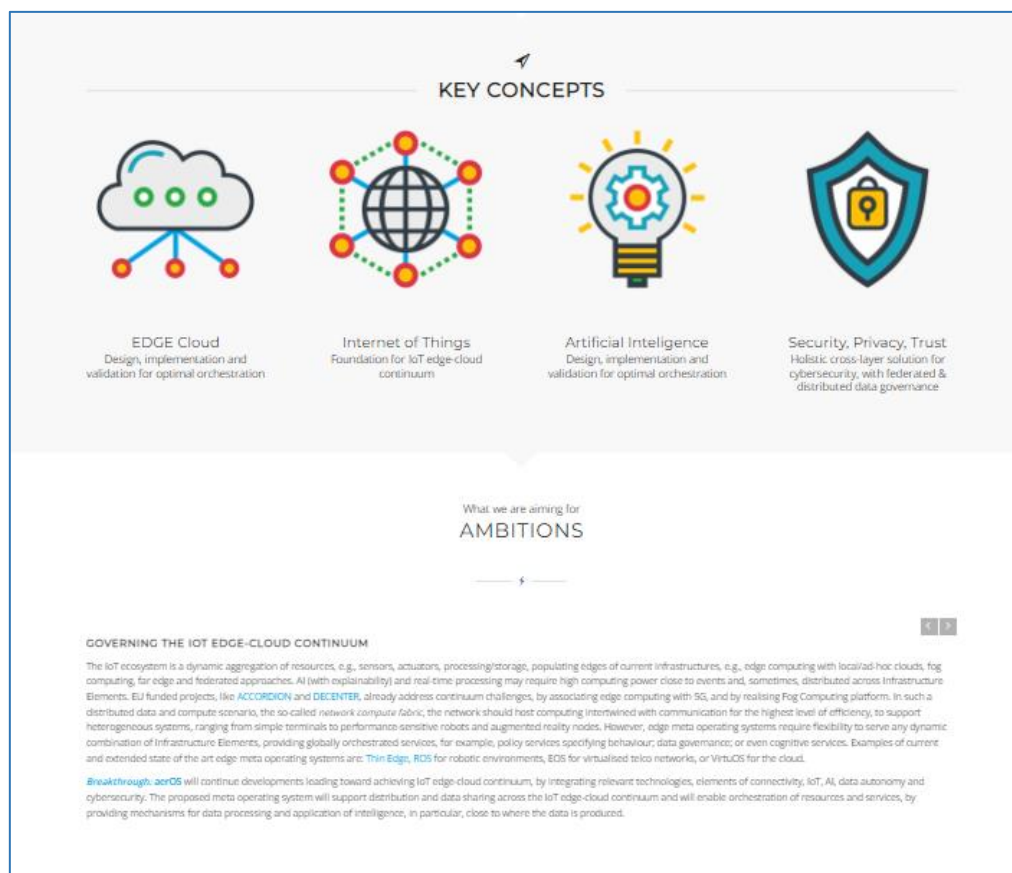 KEY CONCEPTS
EDGE Cloud
Design, implementation and
validation for optimal orchestration
Internet of Things
Foundation for IoT edge-cloud
continuum
Artificial Inteligence
Design, implementation and
validation for optimal orchestration
Security, Privacy, Trust
Holistic cross-layer solution for
cybersecurity, with federated &
distributed data governance
What we are aiming for
AMBITIONS
GOVERNING THE IOT EDGE-CLOUD CONTINUUM
The IoT ecosystem is a dynamic aggregation of resources, e.g., sensors, actuators, processing/storage, populating edges of current infrastructures, e.g., edge computing with local/ad-hoc clouds, fog
computing, far edge and federated approaches. AI (with explainability) and real-time processing may require high computing power close to events and, sometimes, distributed across Infrastructure
Elements. EU funded projects, like ACCORDION and DECENTER, already address continuum challenges, by associating edge computing with 5G, and by realising Fog Computing platform. In such a
distributed data and compute scenario, the so-called network compute fabric, the network should host computing intertwined with communication for the highest level of efficiency, to support
heterogeneous systems, ranging from simple terminals to performance-sensitive robots and augmented reality nodes. However, edge meta operating systems require flexibility to serve any dynamic
combination of Infrastructure Elements, providing globally orchestrated services, for example, policy services specifying behaviour; data governance; or even cognitive services. Examples of current
and extended state of the art edge meta operating systems are: Thin Edge, ROS for robotic environments, EOS for virtualised telco networks, or VirtuOS for the cloud.
Breakthrough: aerOS will continue developments leading toward achieving IoT edge-cloud continuum, by integrating relevant technologies, elements of connectivity, IoT, AI, data autonomy and
cybersecurity. The proposed meta operating system will support distribution and data sharing across the IoT edge-cloud continuum and will enable orchestration of resources and services, by
providing mechanisms for data processing and application of intelligence, in particular, close to where the data is produced.